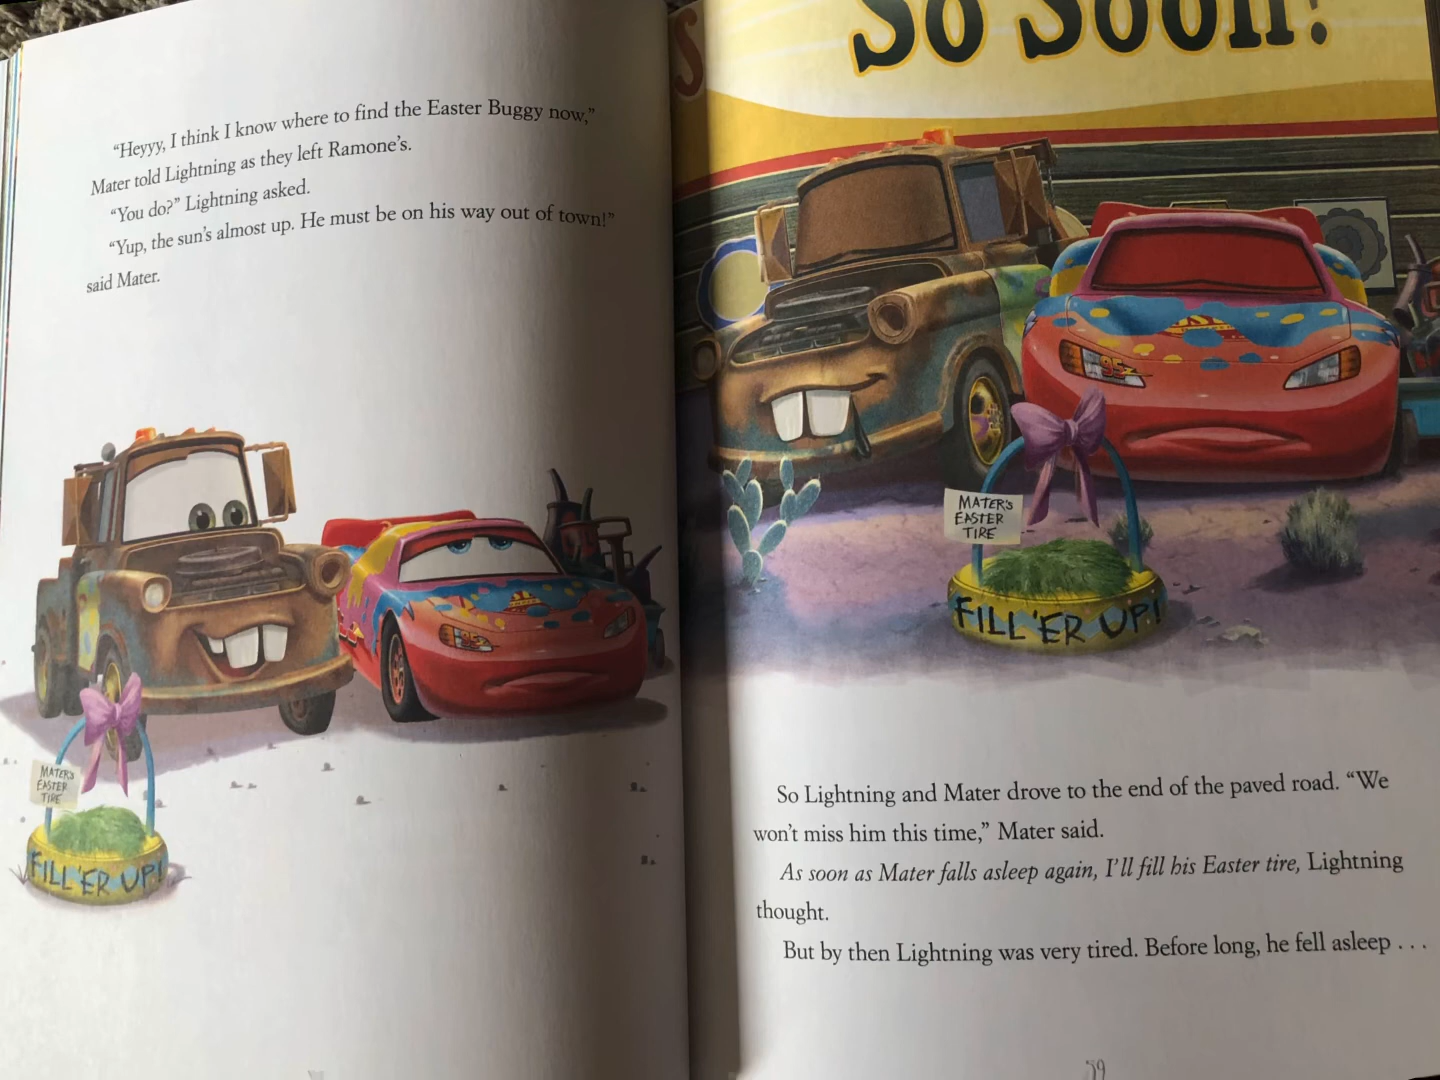 “Heyyy, I think I know where to find the Easter Buggy now,”
Mater told Lightning as they left Ramone’s.
“You do?” Lightning asked.
“Yup, the sun’s almost up. He must be on his way out of town!”
said Mater.
95
MATER'S
EASTER
TIRE
FILL 'ER UP!
So Soon!
95
MATER'S
EASTER
TIRE
FILL 'ER UP!
So Lightning and Mater drove to the end of the paved road. “We
won’t miss him this time,” Mater said.
As soon as Mater falls asleep again, I’ll fill his Easter tire, Lightning
thought.
But by then Lightning was very tired. Before long, he fell asleep . . .
59